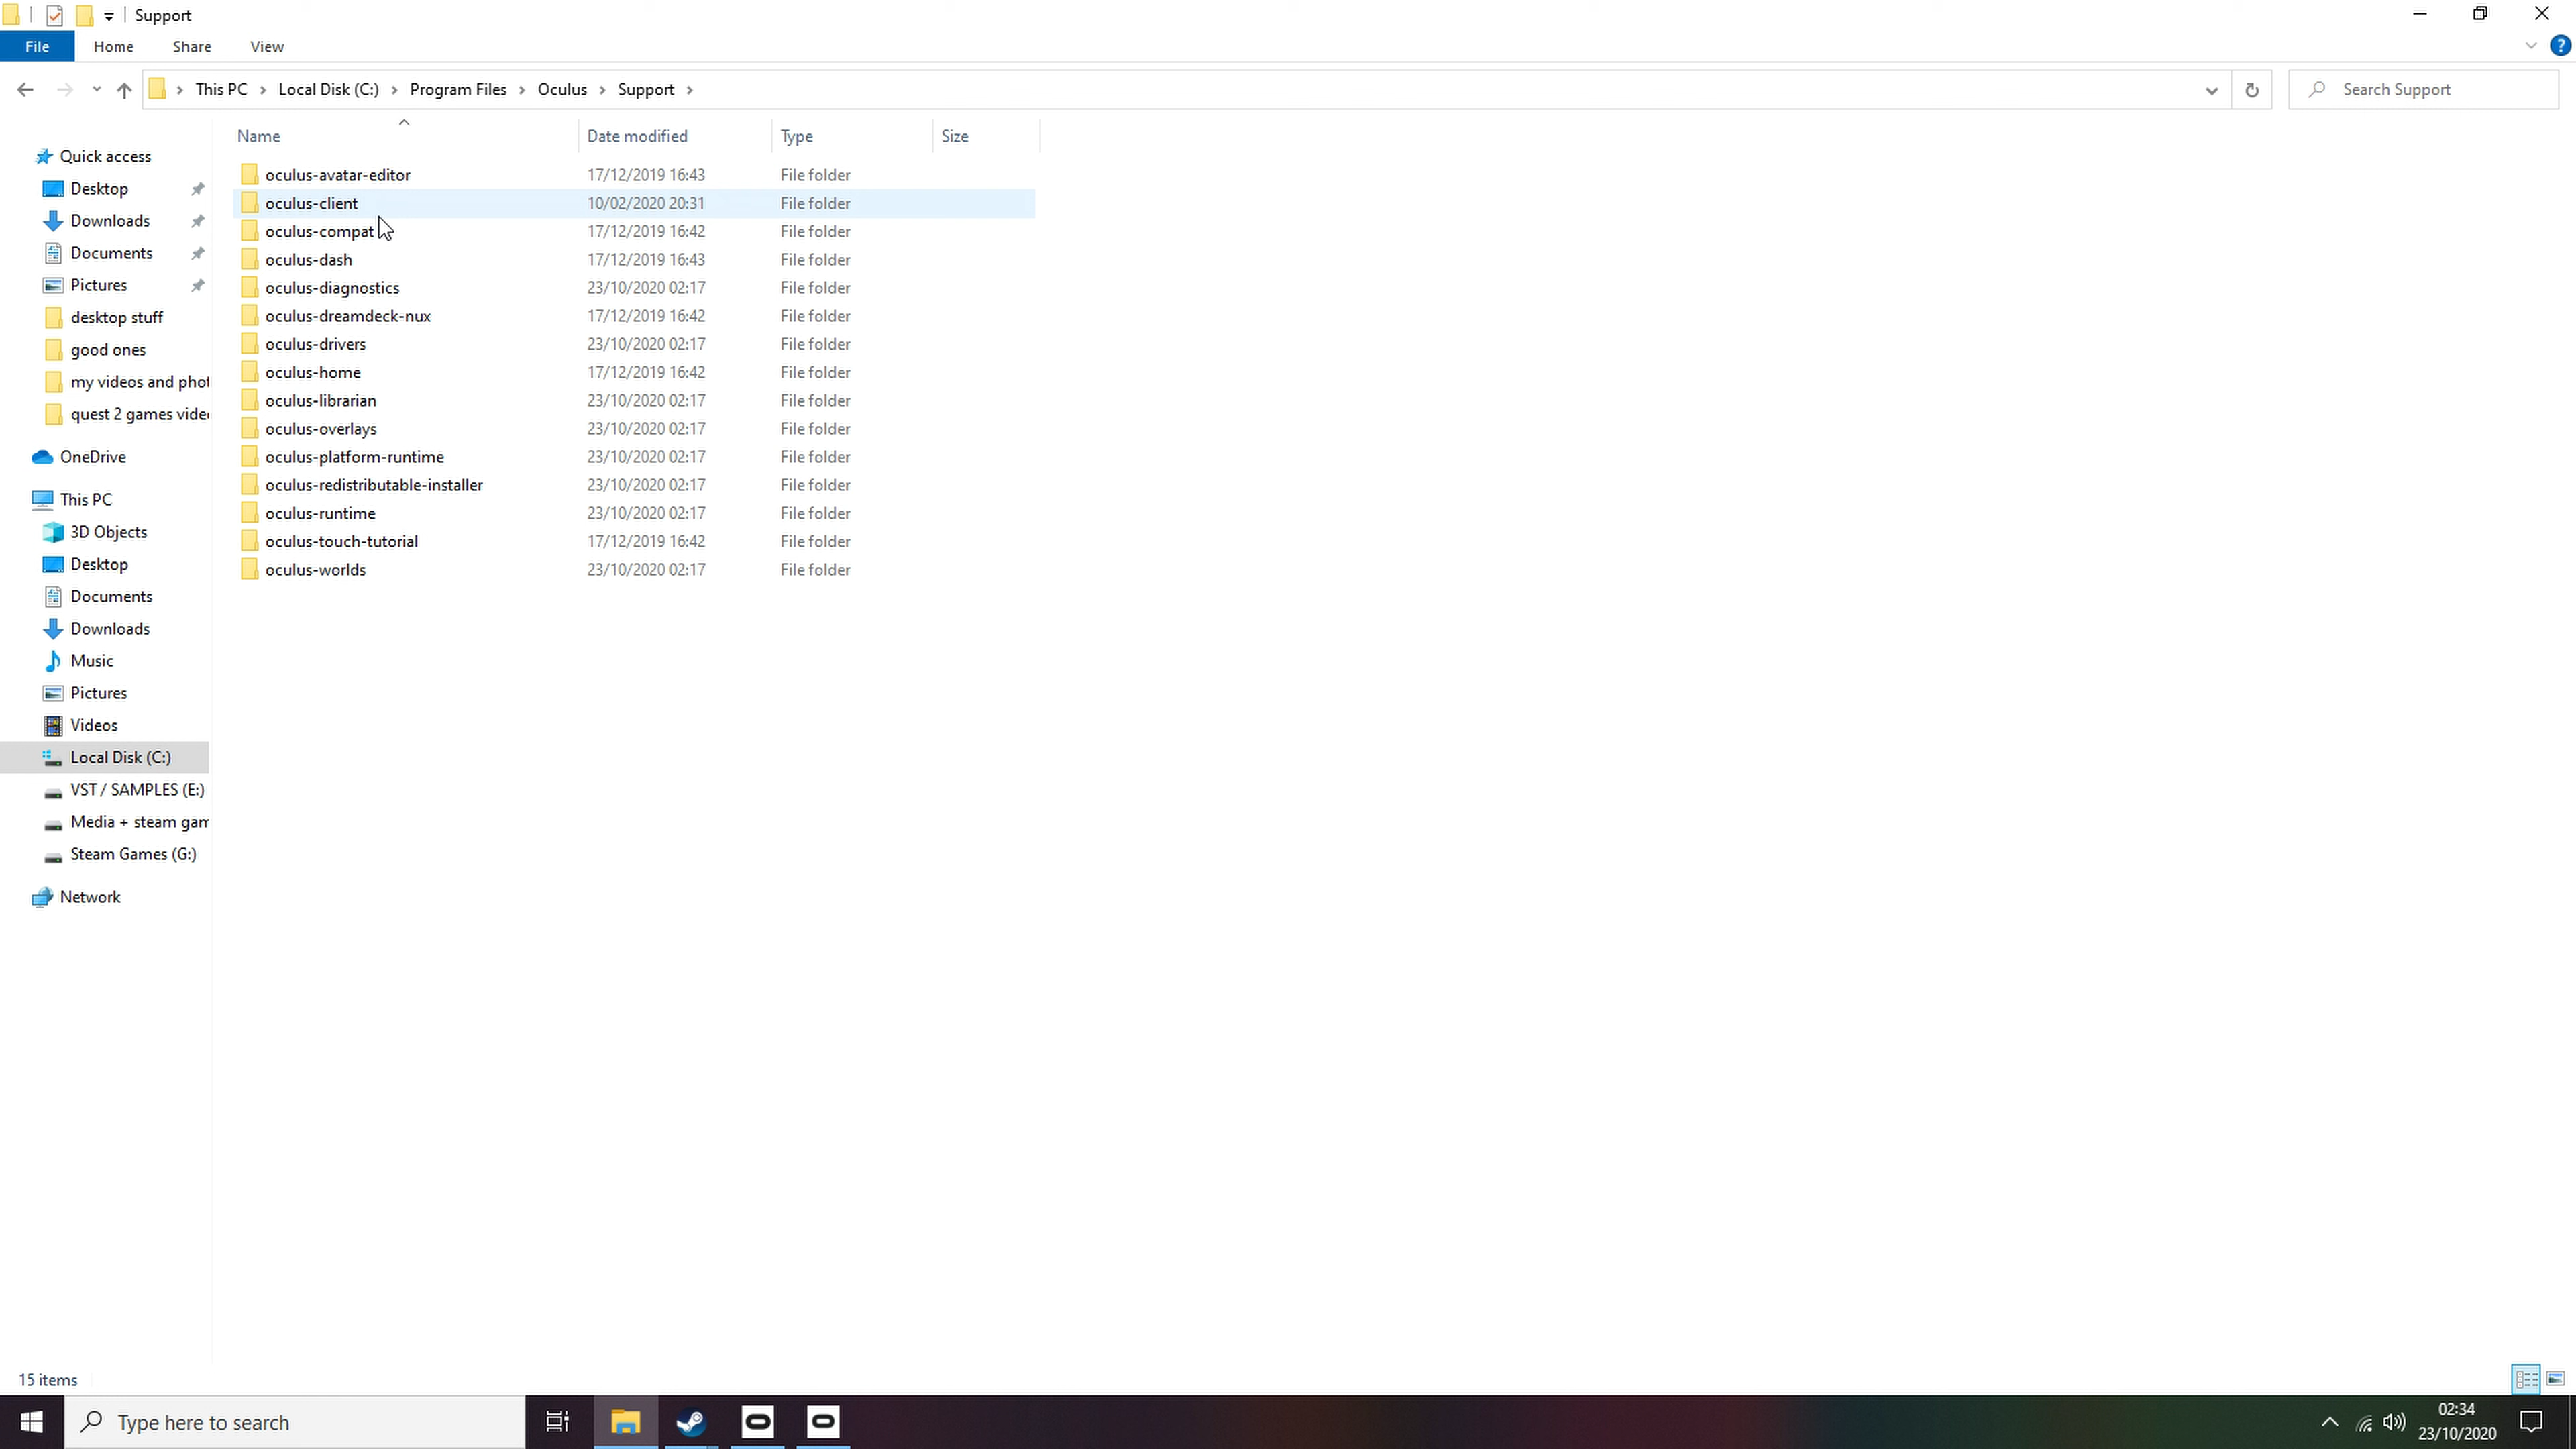 Support
File Home Share View
This PC Local Disk (C:) Program Files Oculus Support
Search Support
Name Date modified Type Size
oculus-avatar-editor 17/12/2019 16:43 File folder
oculus-client 10/02/2020 20:31 File folder
oculus-compat 17/12/2019 16:42 File folder
oculus-dash 17/12/2019 16:43 File folder
oculus-diagnostics 23/10/2020 02:17 File folder
oculus-dreamdeck-nux 17/12/2019 16:42 File folder
oculus-drivers 23/10/2020 02:17 File folder
oculus-home 17/12/2019 16:42 File folder
oculus-librarian 23/10/2020 02:17 File folder
oculus-overlays 23/10/2020 02:17 File folder
oculus-platform-runtime 23/10/2020 02:17 File folder
oculus-redistributable-installer 23/10/2020 02:17 File folder
oculus-runtime 23/10/2020 02:17 File folder
oculus-touch-tutorial 17/12/2019 16:42 File folder
oculus-worlds 23/10/2020 02:17 File folder
Quick access
Desktop
Downloads
Documents
Pictures
desktop stuff
good ones
my videos and phot
quest 2 games vide
OneDrive
This PC
3D Objects
Desktop
Documents
Downloads
Music
Pictures
Videos
Local Disk (C:)
VST / SAMPLES (E:)
Media + steam gam
Steam Games (G:)
Network
15 items
Type here to search
02:34
23/10/2020